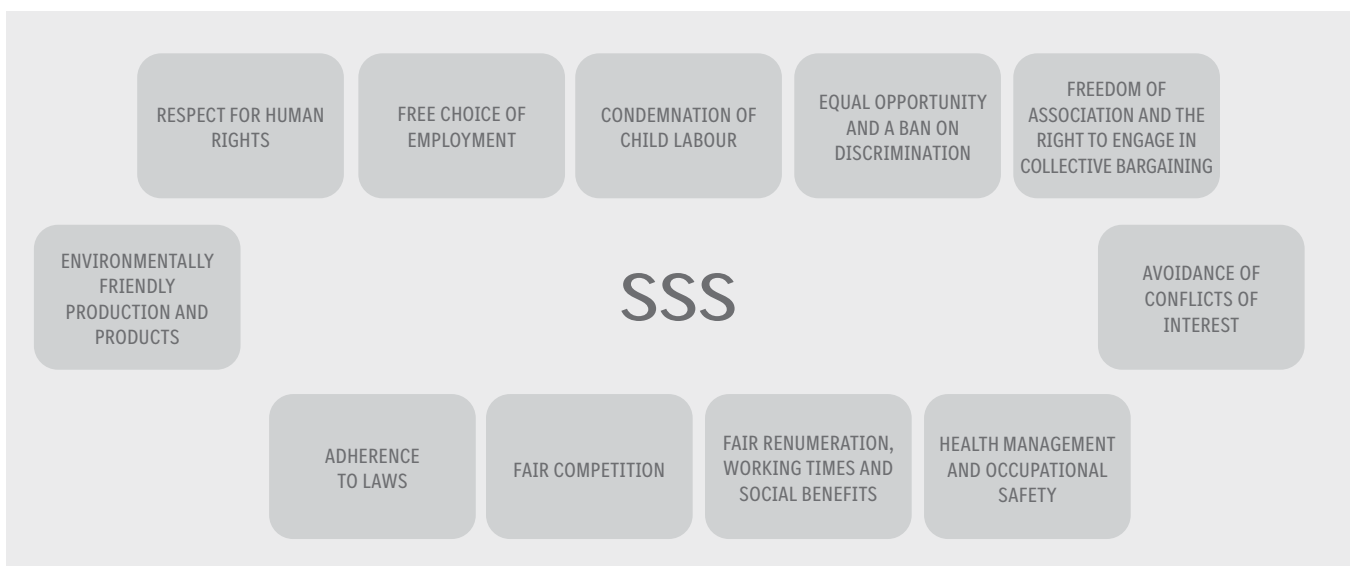 RESPECT FOR HUMAN
RIGHTS
FREE CHOICE OF
EMPLOYMENT
CONDEMNATION OF
CHILD LABOUR
EQUAL OPPORTUNITY
AND A BAN ON
DISCRIMINATION
FREEDOM OF
ASSOCIATION AND THE
RIGHT TO ENGAGE IN
COLLECTIVE BARGAINING
ENVIRONMENTALLY
FRIENDLY
PRODUCTION AND
PRODUCTS
SSS
AVOIDANCE OF
CONFLICTS OF
INTEREST
ADHERENCE
TO LAWS
FAIR COMPETITION
FAIR RENUMERATION,
WORKING TIMES AND
SOCIAL BENEFITS
HEALTH MANAGEMENT
AND OCCUPATIONAL
SAFETY